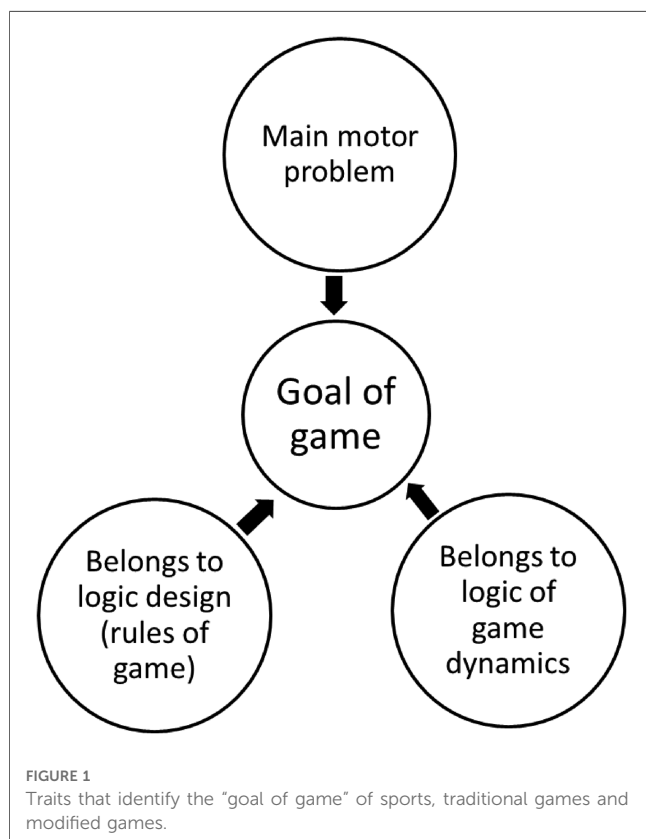 Main motor
problem
Goal of
game
Belongs to
logic design
(rules of
game)
Belongs to
logic of
game
dynamics
FIGURE 1
Traits that identify the “goal of game” of sports, traditional games and
modified games.